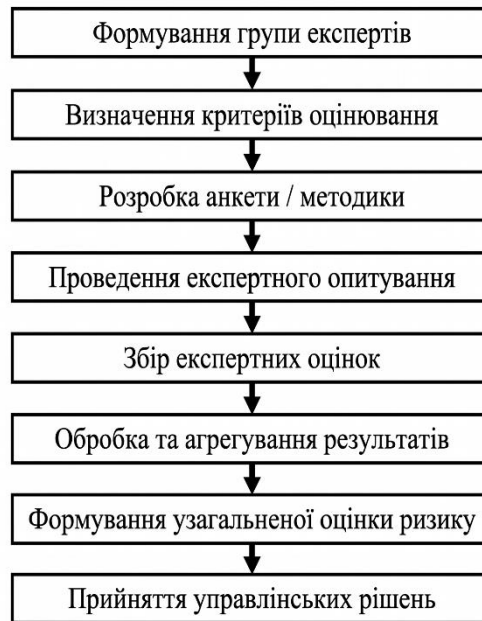 Формування групи експертів
Визначення критеріїв оцінювання
Розробка анкети / методики
Проведення експертного опитування
Збір експертних оцінок
Обробка та агрегування результатів
Формування узагальненої оцінки ризику
Прийняття управлінських рішень